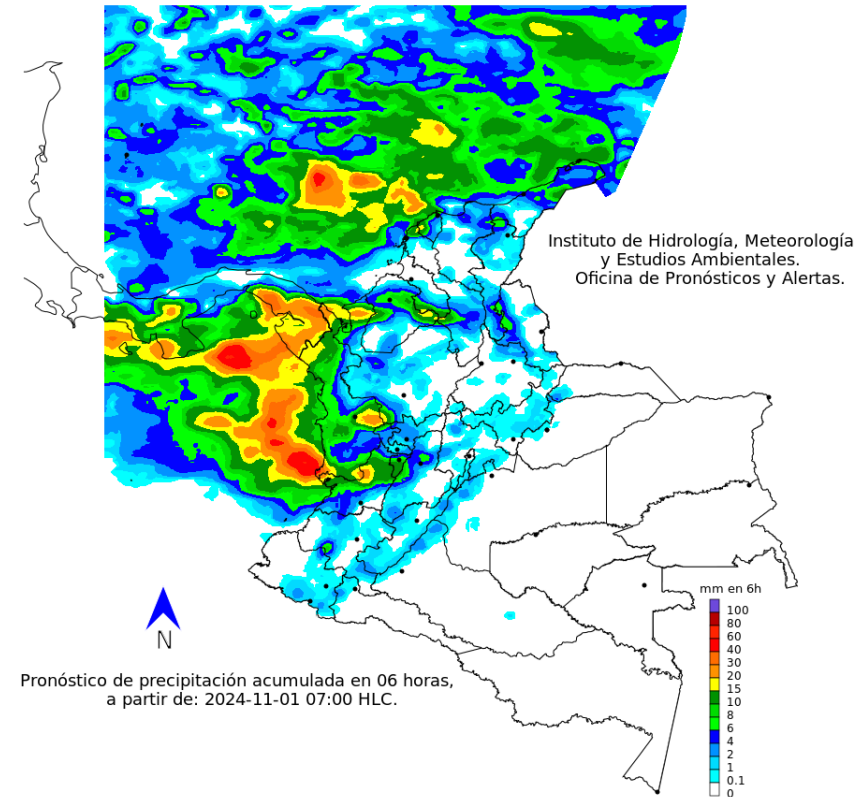 Instituto de Hidrología, Meteorología
y Estudios Ambientales.
Oficina de Pronósticos y Alertas.
N
mm en 6h
100
80
60
40
30
20
15
10
8
6
4
2
1
0.1
0
Pronóstico de precipitación acumulada en 06 horas,
a partir de: 2024-11-01 07:00 HLC.